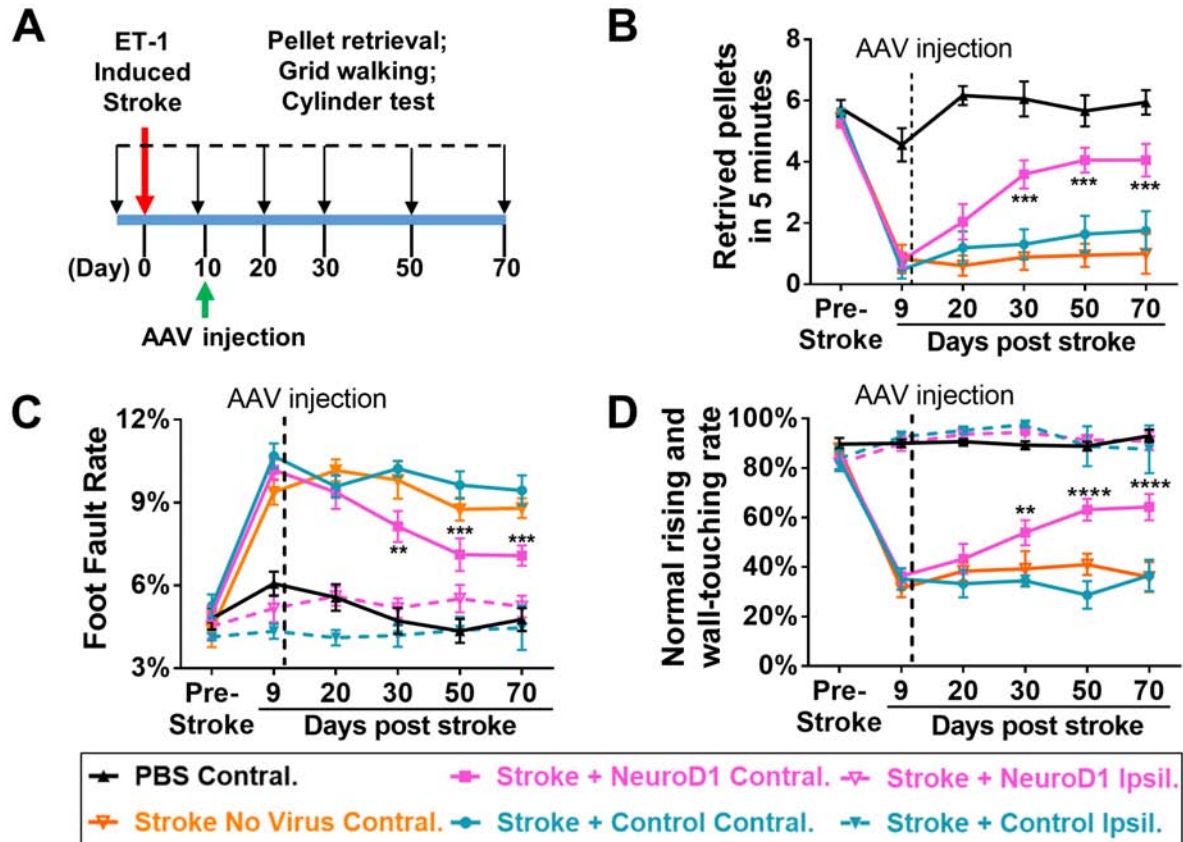 A
ET-1
Induced
Stroke
Pellet retrieval;
Grid walking;
Cylinder test
(Day) 0 10 20 30 50 70
AAV injection
B
AAV injection
Retrived pellets
in 5 minutes
8
6
4
2
0
*** *** ***
Pre-
Stroke
9 20 30 50 70
Days post stroke
C
AAV injection
Foot Fault Rate
12%
9%
6%
3%
** *** ***
Pre-
Stroke
9 20 30 50 70
Days post stroke
D
AAV injection
Normal rising and
wall-touching rate
100%
80%
60%
40%
20%
0%
** **** ****
Pre-
Stroke
9 20 30 50 70
Days post stroke
PBS Contral. Stroke + NeuroD1 Contral. Stroke + NeuroD1 Ipsil.
Stroke No Virus Contral. Stroke + Control Contral. Stroke + Control Ipsil.